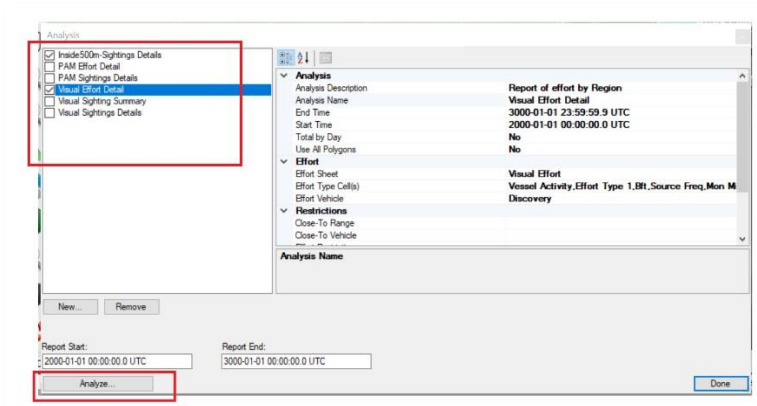 Analysis
Inside500m-Sightings Details
PAM Effort Detail
PAM Sightings Details
Visual Effort Detail
Visual Sighting Summary
Visual Sightings Details
Analysis
Analysis Description Report of effort by Region
Analysis Name Visual Effort Detail
End Time 3000-01-01 23:59:59.9 UTC
Start Time 2000-01-01 00:00:00.0 UTC
Total by Day No
Use All Polygons No
Effort
Effort Sheet Visual Effort
Effort Type Cell(s) Vessel Activity,Effort Type 1,Bft,Source Freq,Mon Mi
Effort Vehicle Discovery
Restrictions
Close-To Range
Close-To Vehicle
Analysis Name
New... Remove
Report Start: Report End:
2000-01-01 00:00:00.0 UTC 3000-01-01 00:00:00.0 UTC
Analyze... Done